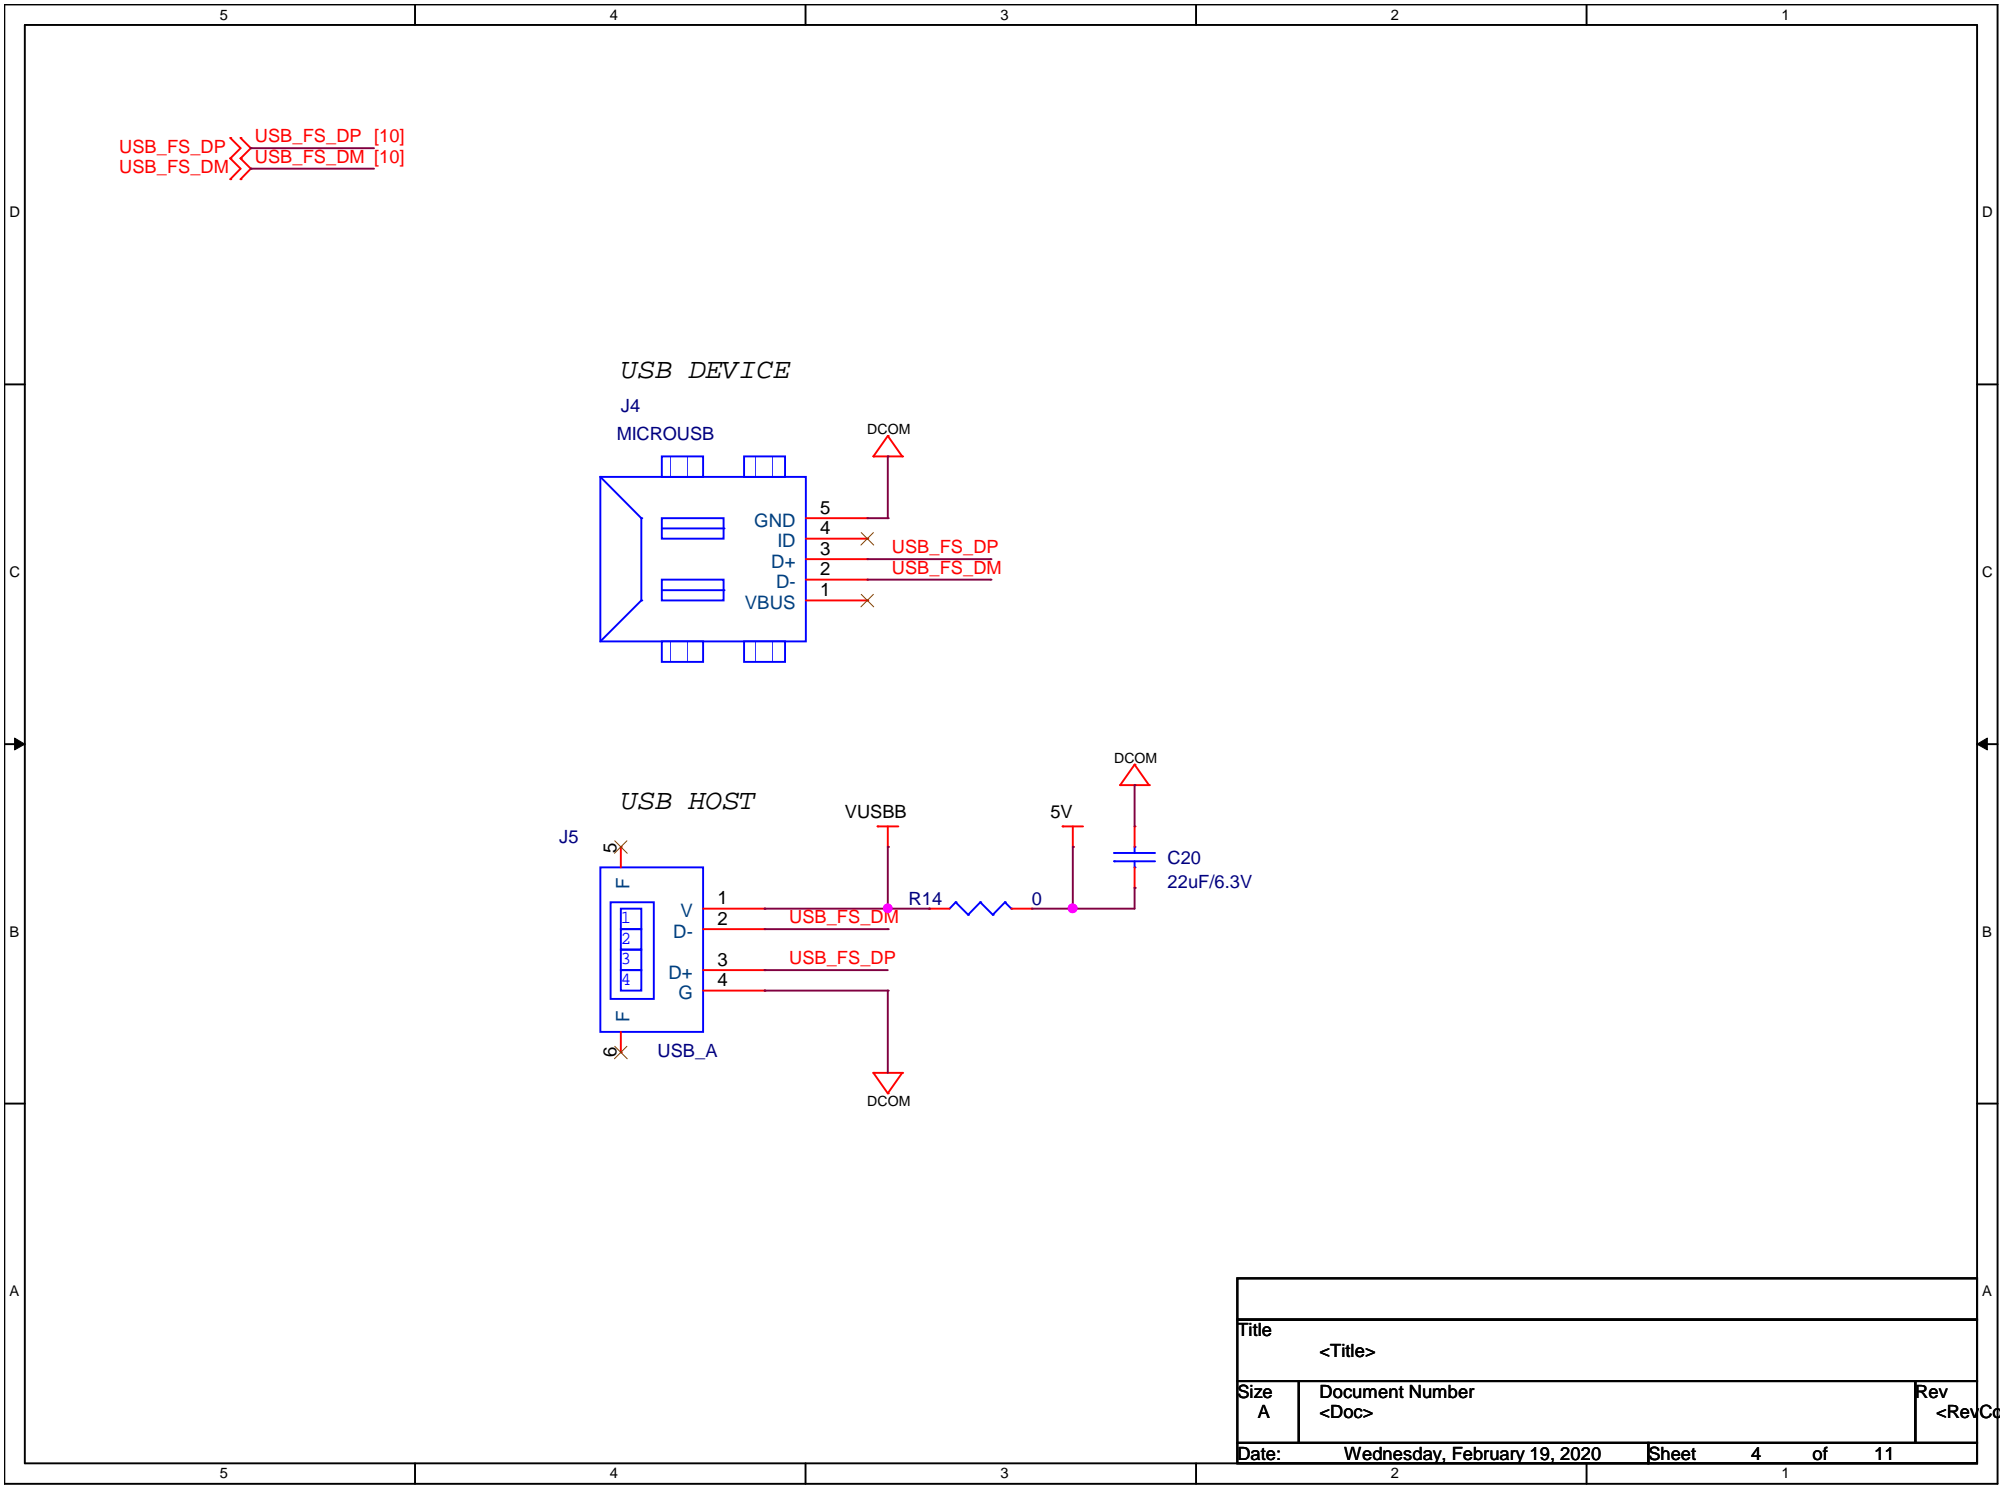 5 4 3 2 1
USB_FS_DP USB_FS_DP [10]
USB_FS_DM USB_FS_DM [10]
D D
USB DEVICE
J4
MICROUSB
DCOM
GND 5
ID 4
D+ 3 USB_FS_DP
D- 2 USB_FS_DM
VBUS 1
C C
DCOM
USB HOST
VUSBB 5V
J5
5
F
C20
22uF/6.3V
V 1 R14 0
D- 2 USB_FS_DM
D+ 3 USB_FS_DP
G 4
1
2
3
4
F
6
USB_A
DCOM
B B
A A
Title
<Title>
Size Document Number Rev
A <Doc> <RevCo
Date: Wednesday, February 19, 2020 Sheet 4 of 11
5 4 3 2 1